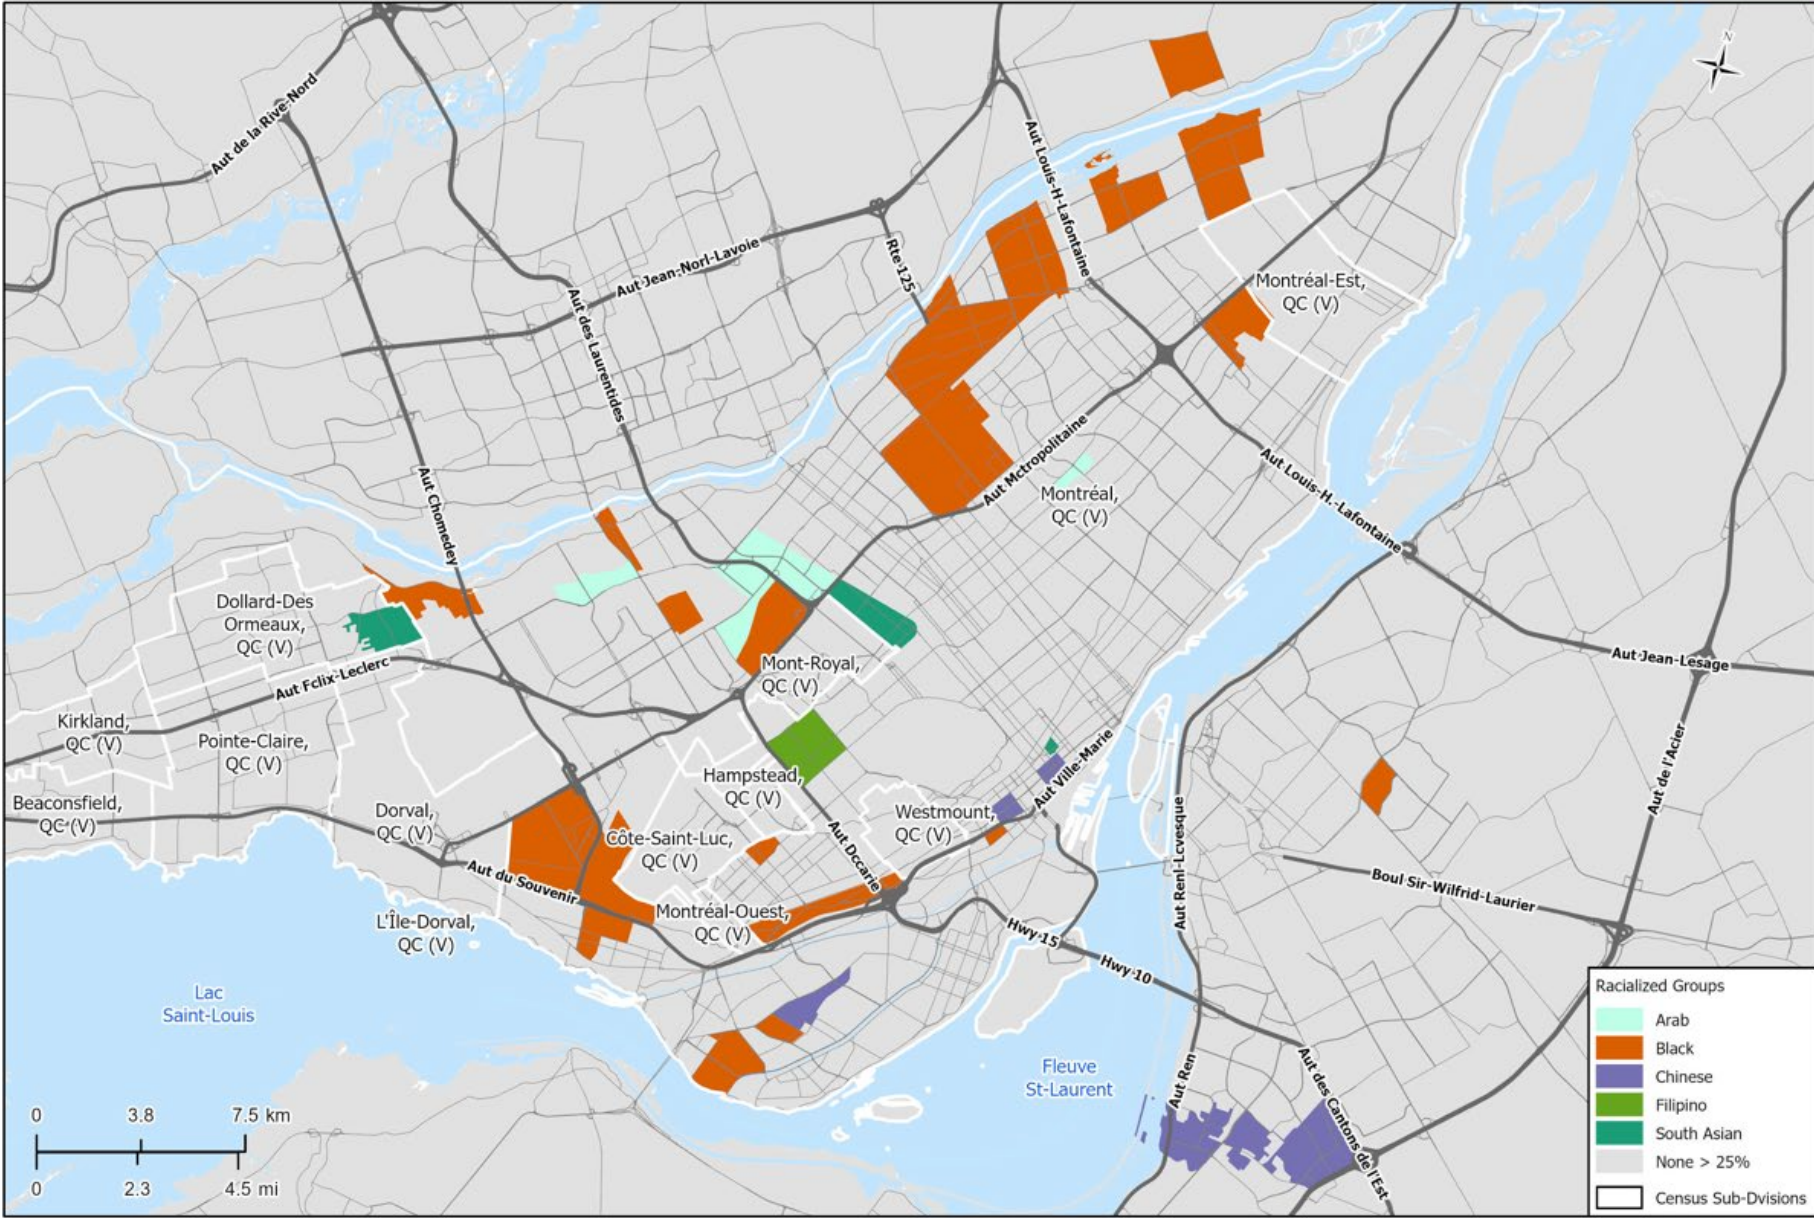 N
Aut de la Rive-Nord
Aut Louis-H-Lafontaine
Aut Jean-Norl-Lavoie
Rte 125
Aut des Laurentides
Montréal-Est,
QC (V)
Aut Mctropolitaine
Montréal,
QC (V)
Aut Louis-H.-Lafontaine
Aut Chomedey
Dollard-Des
Ormeaux,
QC (V)
Aut Fclix-Leclerc
Mont-Royal,
QC (V)
Aut Jean-Lesage
Kirkland,
QC (V)
Pointe-Claire,
QC (V)
Aut de l'Acier
Hampstead,
QC (V)
Aut Ville-Marie
Beaconsfield,
QC (V)
Dorval,
QC (V)
Côte-Saint-Luc,
QC (V)
Westmount,
QC (V)
Aut Dccarie
Aut Renl-Lcvesque
Aut du Souvenir
Boul Sir-Wilfrid-Laurier
L'Île-Dorval,
QC (V)
Montréal-Ouest,
QC (V)
Hwy 15
Hwy 10
Lac
Saint-Louis
Fleuve
St-Laurent
Aut Ren
Aut des Cantons de l'Est
0 3.8 7.5 km
0 2.3 4.5 mi
Racialized Groups
Arab
Black
Chinese
Filipino
South Asian
None > 25%
Census Sub-Dvisions